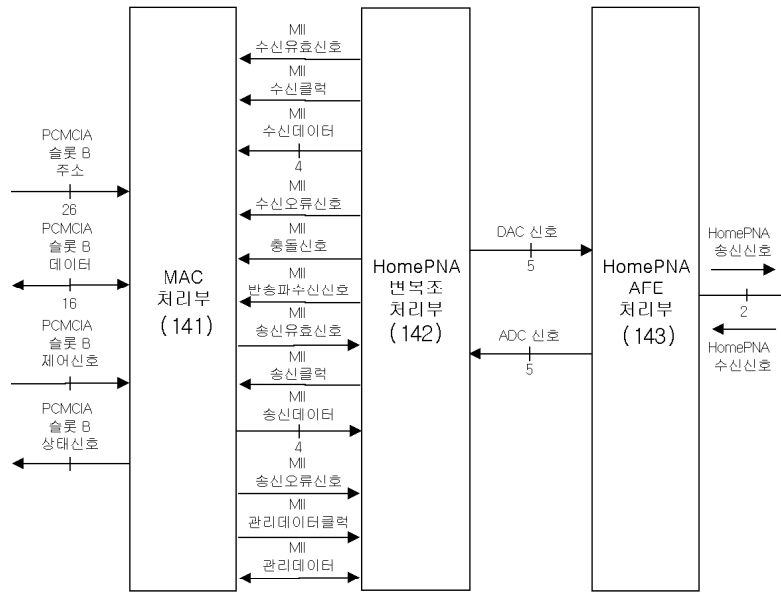 PCMCIA
슬롯 B
주소
26
PCMCIA
슬롯 B
데이터
16
PCMCIA
슬롯 B
제어신호
PCMCIA
슬롯 B
상태신호
MAC
처리부
(141)
MII
수신유효신호
MII
수신클럭
MII
수신데이터
4
MII
수신오류신호
MII
충돌신호
MII
반송파수신신호
MII
송신유효신호
MII
송신클럭
MII
송신데이터
4
MII
송신오류신호
MII
관리데이터클럭
MII
관리데이터
HomePNA
변복조
처리부
(142)
DAC 신호
5
ADC 신호
5
HomePNA
AFE
처리부
(143)
HomePNA
송신신호
2
HomePNA
수신신호